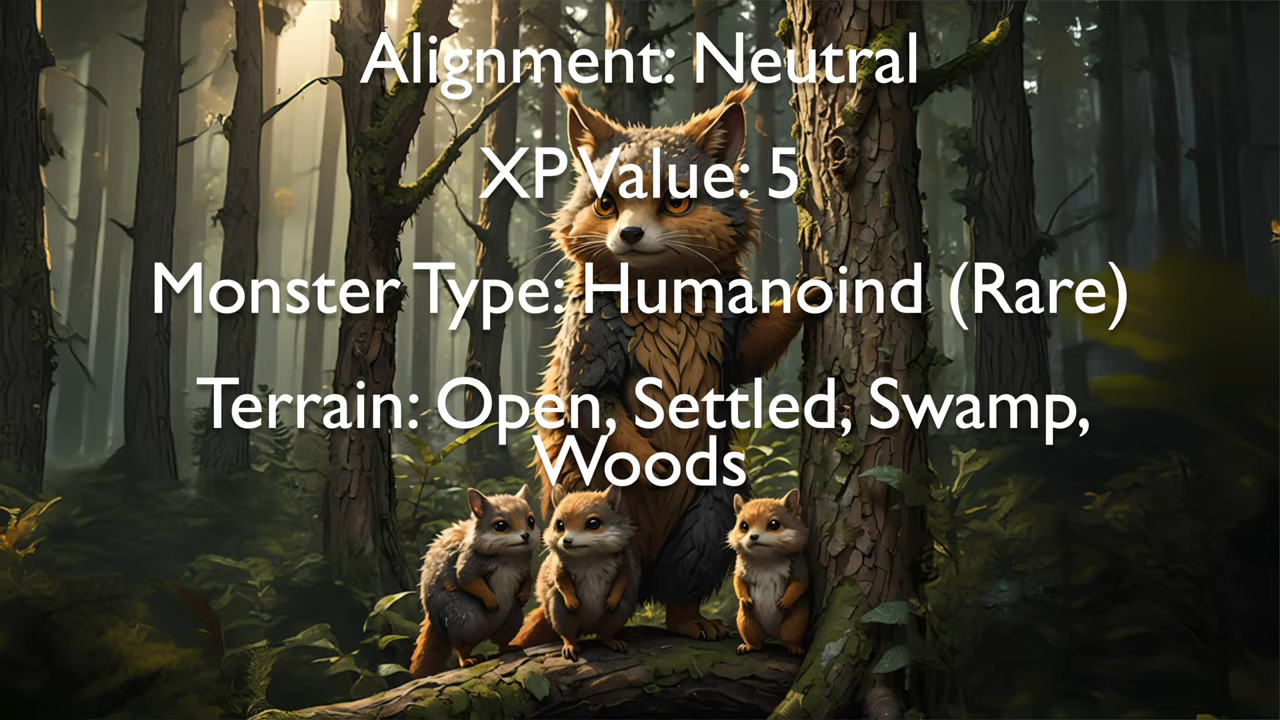 Alignment: Neutral
XP Value: 5
Monster Type: Humanoind (Rare)
Terrain: Open, Settled, Swamp,
Woods